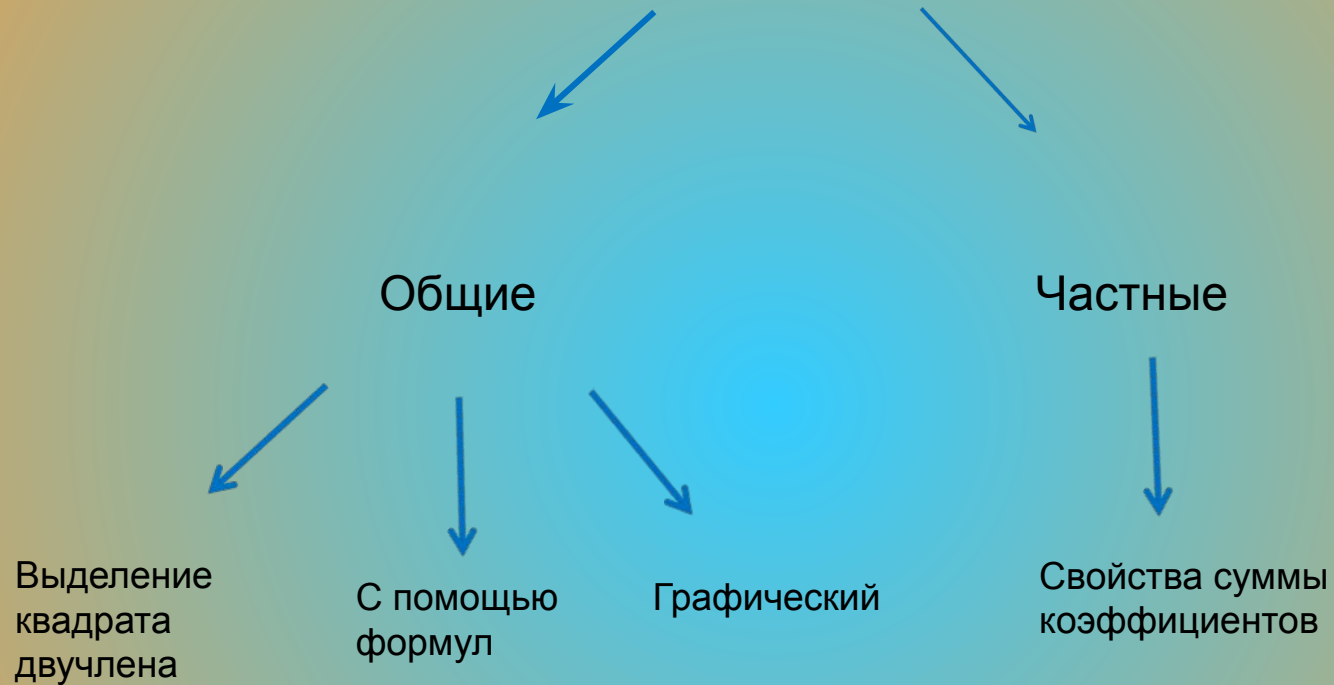 Общие
Частные
Выделение
квадрата
двучлена
С помощью
формул
Графический
Свойства суммы
коэффициентов